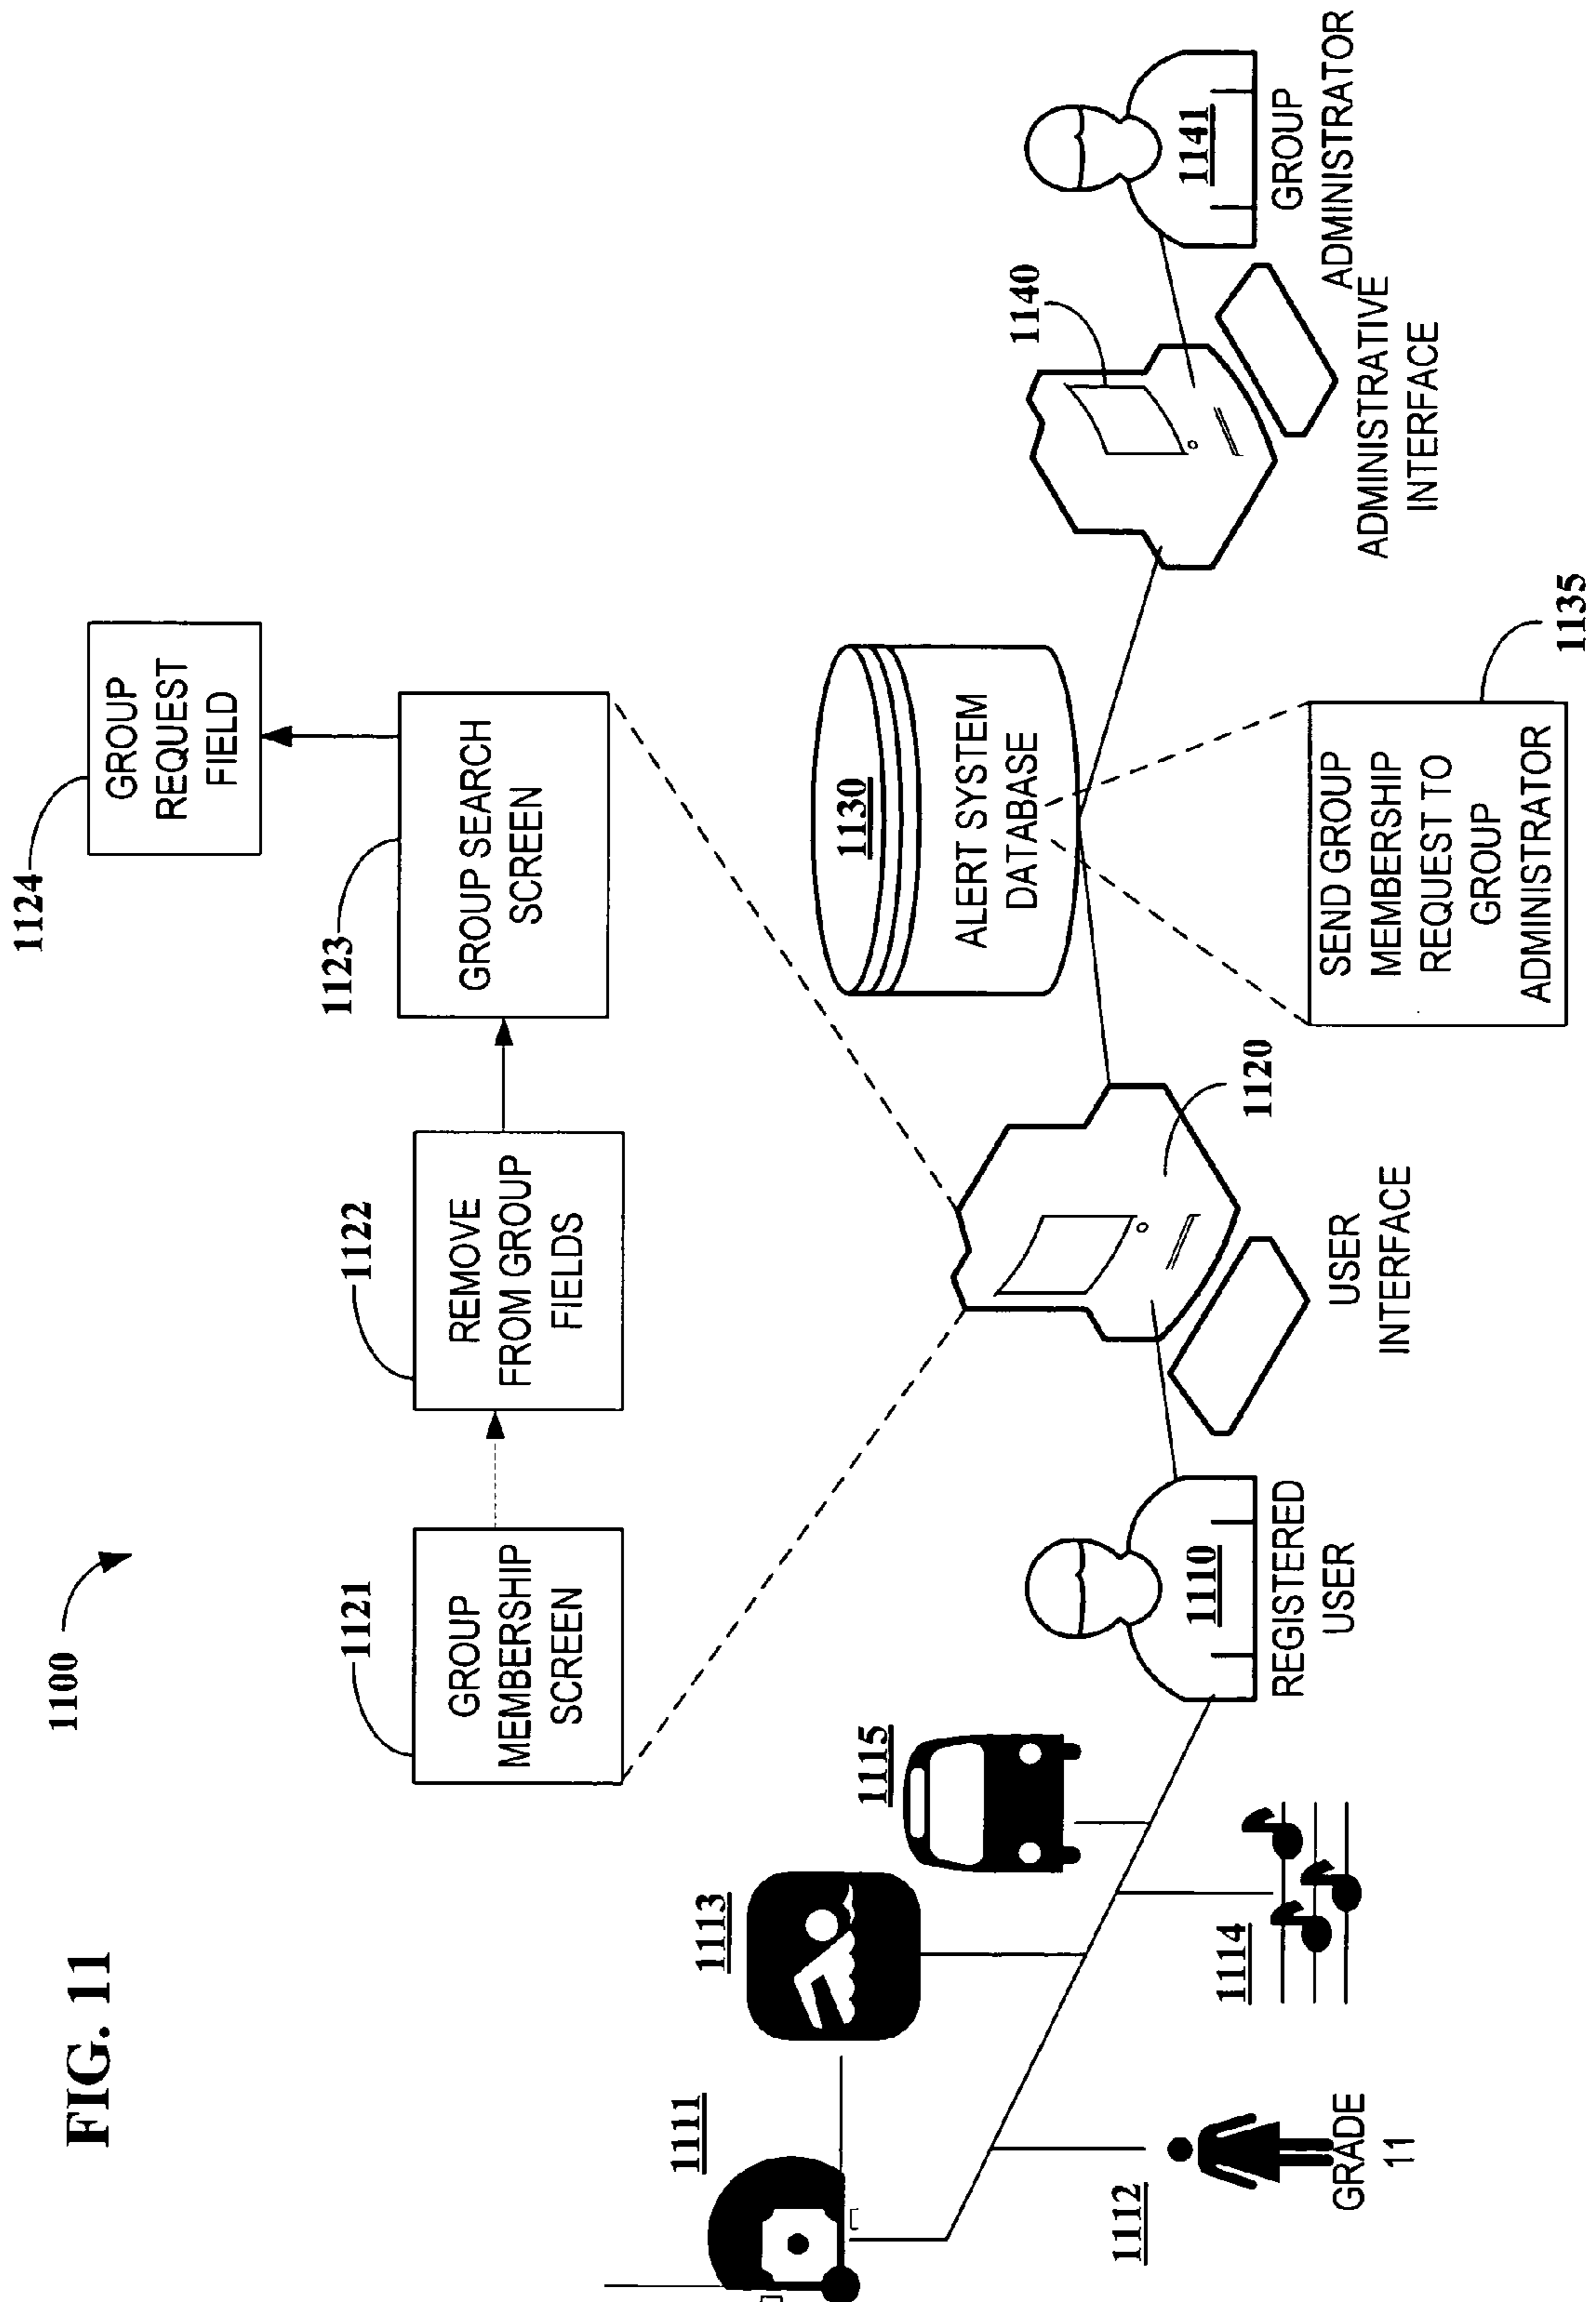 FIG. 11
1100
1124
GROUP
REQUEST
FIELD
1121
GROUP
MEMBERSHIP
SCREEN
1122
REMOVE
FROM GROUP
FIELDS
1123
GROUP SEARCH
SCREEN
1111
1113
1115
1112
GRADE
11
1114
1110
REGISTERED
USER
1120
USER
INTERFACE
1130
ALERT SYSTEM
DATABASE
SEND GROUP
MEMBERSHIP
REQUEST TO
GROUP
ADMINISTRATOR
1135
1140
ADMINISTRATIVE
INTERFACE
1141
GROUP
ADMINISTRATOR